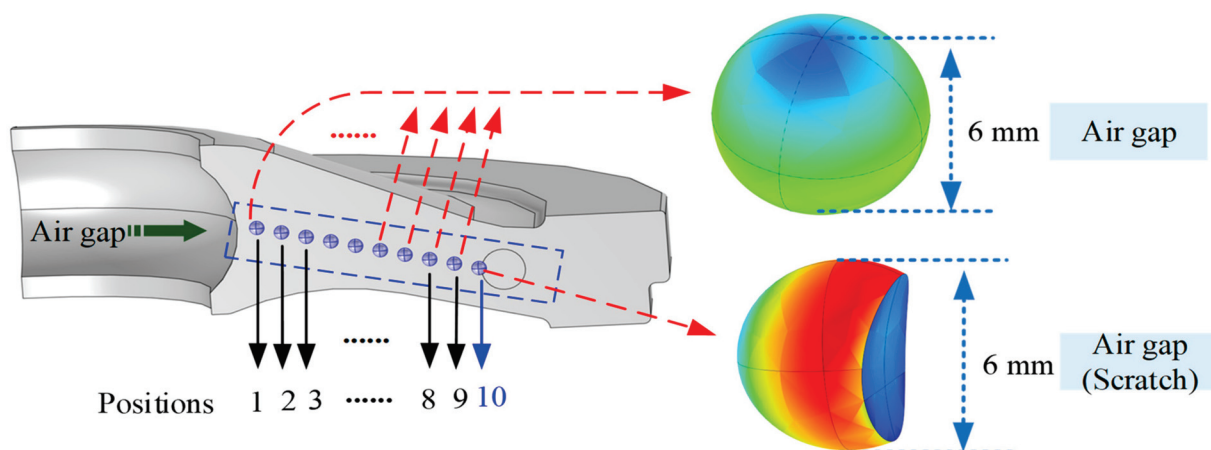 6 mm
Air gap
......
Air gap
6 mm
Air gap
(Scratch)
......
Positions 1 2 3 ...... 8 9 10